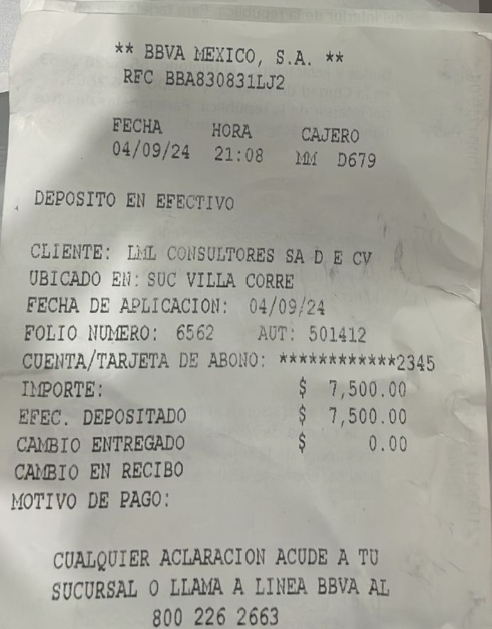 ** BBVA MEXICO, S.A. **
RFC BBA830831LJ2
FECHA HORA CAJERO
04/09/24 21:08 MM D679
DEPOSITO EN EFECTIVO
CLIENTE: LML CONSULTORES SA D E CV
UBICADO EN: SUC VILLA CORRE
FECHA DE APLICACION: 04/09/24
FOLIO NUMERO: 6562 AUT: 501412
CUENTA/TARJETA DE ABONO: ************2345
IMPORTE: $ 7,500.00
EFEC. DEPOSITADO $ 7,500.00
CAMBIO ENTREGADO $ 0.00
CAMBIO EN RECIBO
MOTIVO DE PAGO:
CUALQUIER ACLARACION ACUDE A TU
SUCURSAL O LLAMA A LINEA BBVA AL
800 226 2663